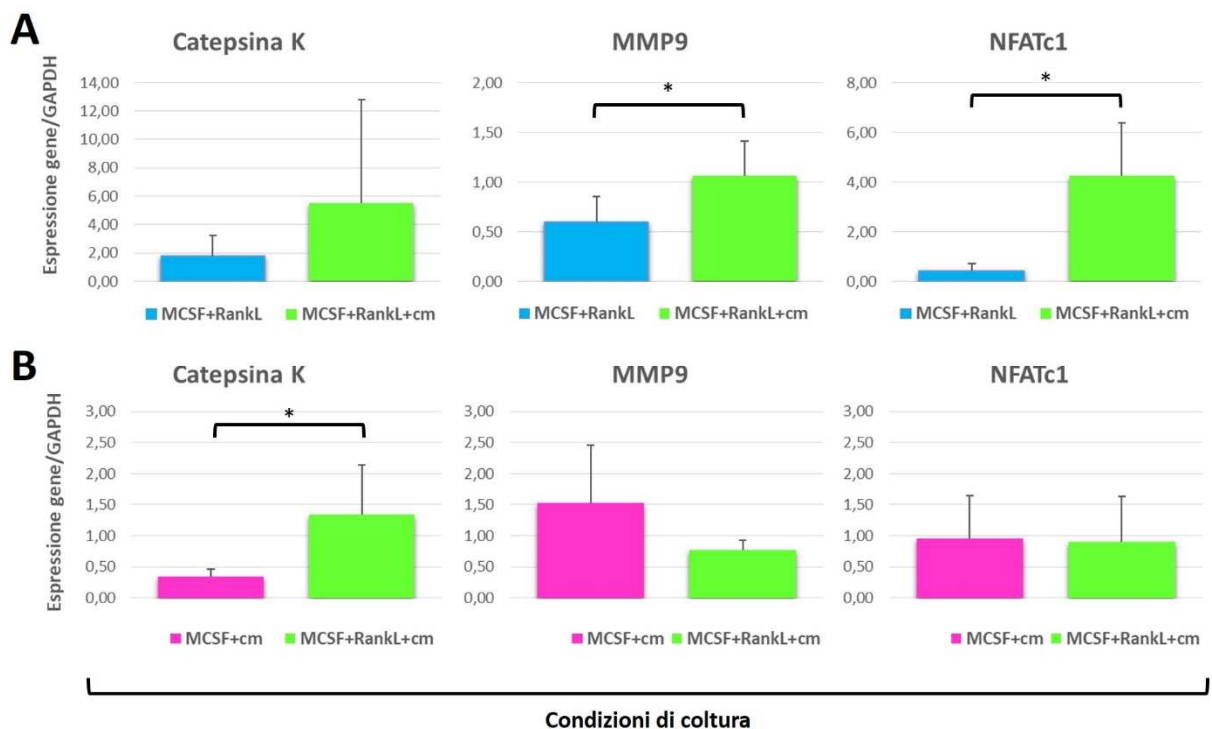 A
Catepsina K
MMP9
NFATc1
Espressione gene/GAPDH
14,00
12,00
10,00
8,00
6,00
4,00
2,00
0,00
2,00
1,50
1,00
0,50
0,00
8,00
6,00
4,00
2,00
0,00
*
*
MCSF+RankL MCSF+RankL+cm
MCSF+RankL MCSF+RankL+cm
MCSF+RankL MCSF+RankL+cm
B
Catepsina K
MMP9
NFATc1
Espressione gene/GAPDH
3,00
2,50
2,00
1,50
1,00
0,50
0,00
3,00
2,50
2,00
1,50
1,00
0,50
0,00
3,00
2,50
2,00
1,50
1,00
0,50
0,00
*
MCSF+cm MCSF+RankL+cm
MCSF+cm MCSF+RankL+cm
MCSF+cm MCSF+RankL+cm
Condizioni di coltura